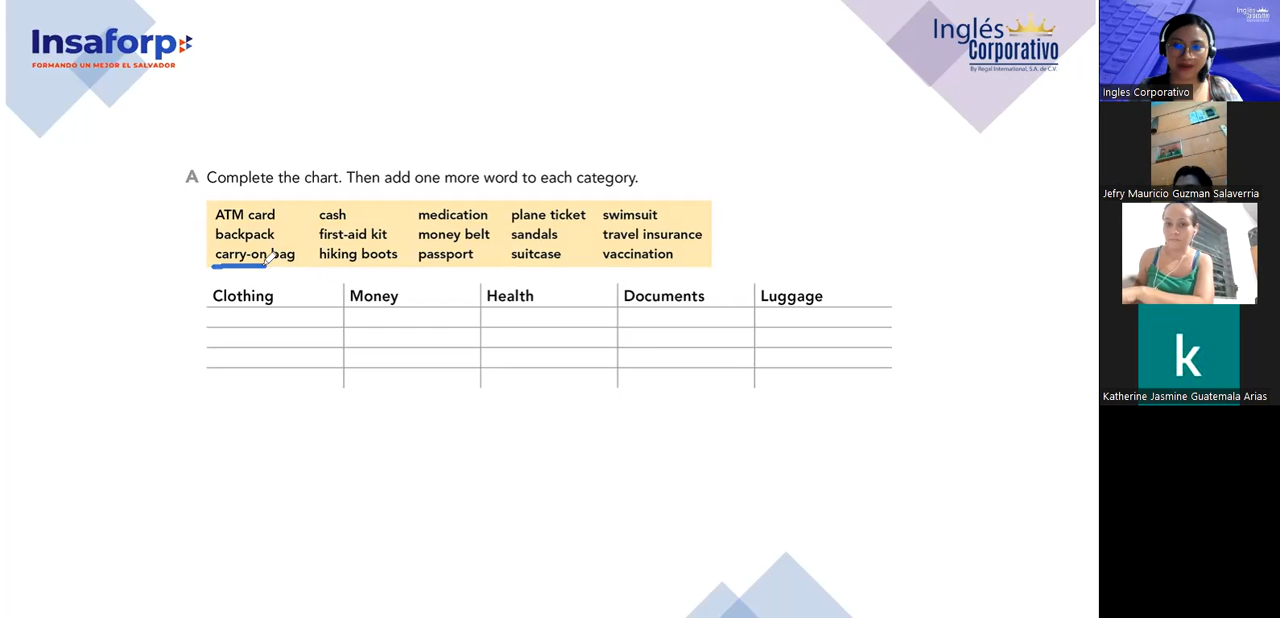 Insaforp
FORMANDO UN MEJOR EL SALVADOR
Inglés
Corporativo
By Regal International, S.A. de C.V.
A Complete the chart. Then add one more word to each category.
ATM card cash medication plane ticket swimsuit
backpack first-aid kit money belt sandals travel insurance
carry-on bag hiking boots passport suitcase vaccination
Clothing Money Health Documents Luggage
Ingles Corporativo
Jefry Mauricio Guzman Salaverria
k
Katherine Jasmine Guatemala Arias